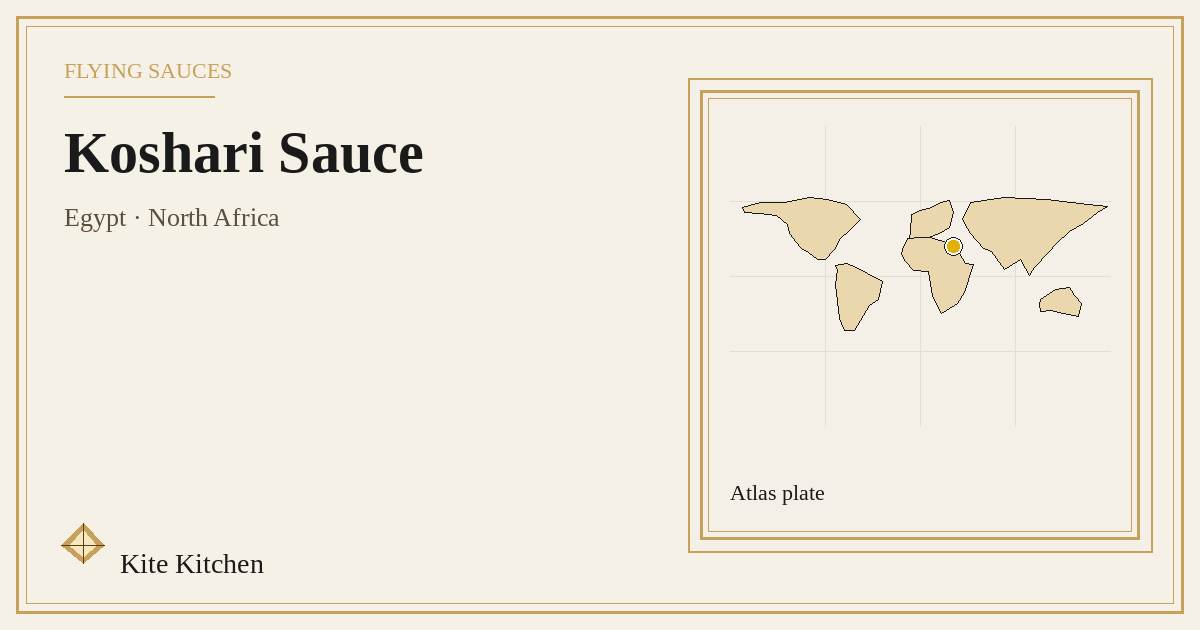 FLYING SAUCES
Koshari Sauce
Egypt · North Africa
Atlas plate
Kite Kitchen